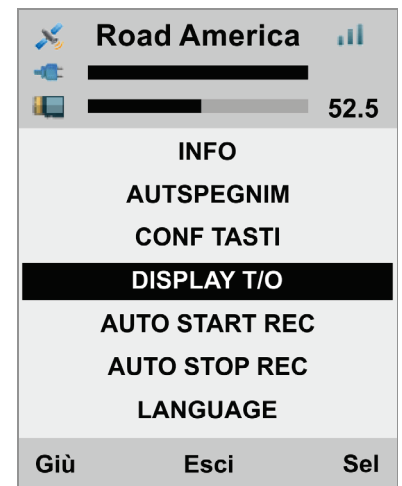 Road America
52.5
INFO
AUTSPEGNIM
CONF TASTI
DISPLAY T/O
AUTO START REC
AUTO STOP REC
LANGUAGE
Giù Esci Sel